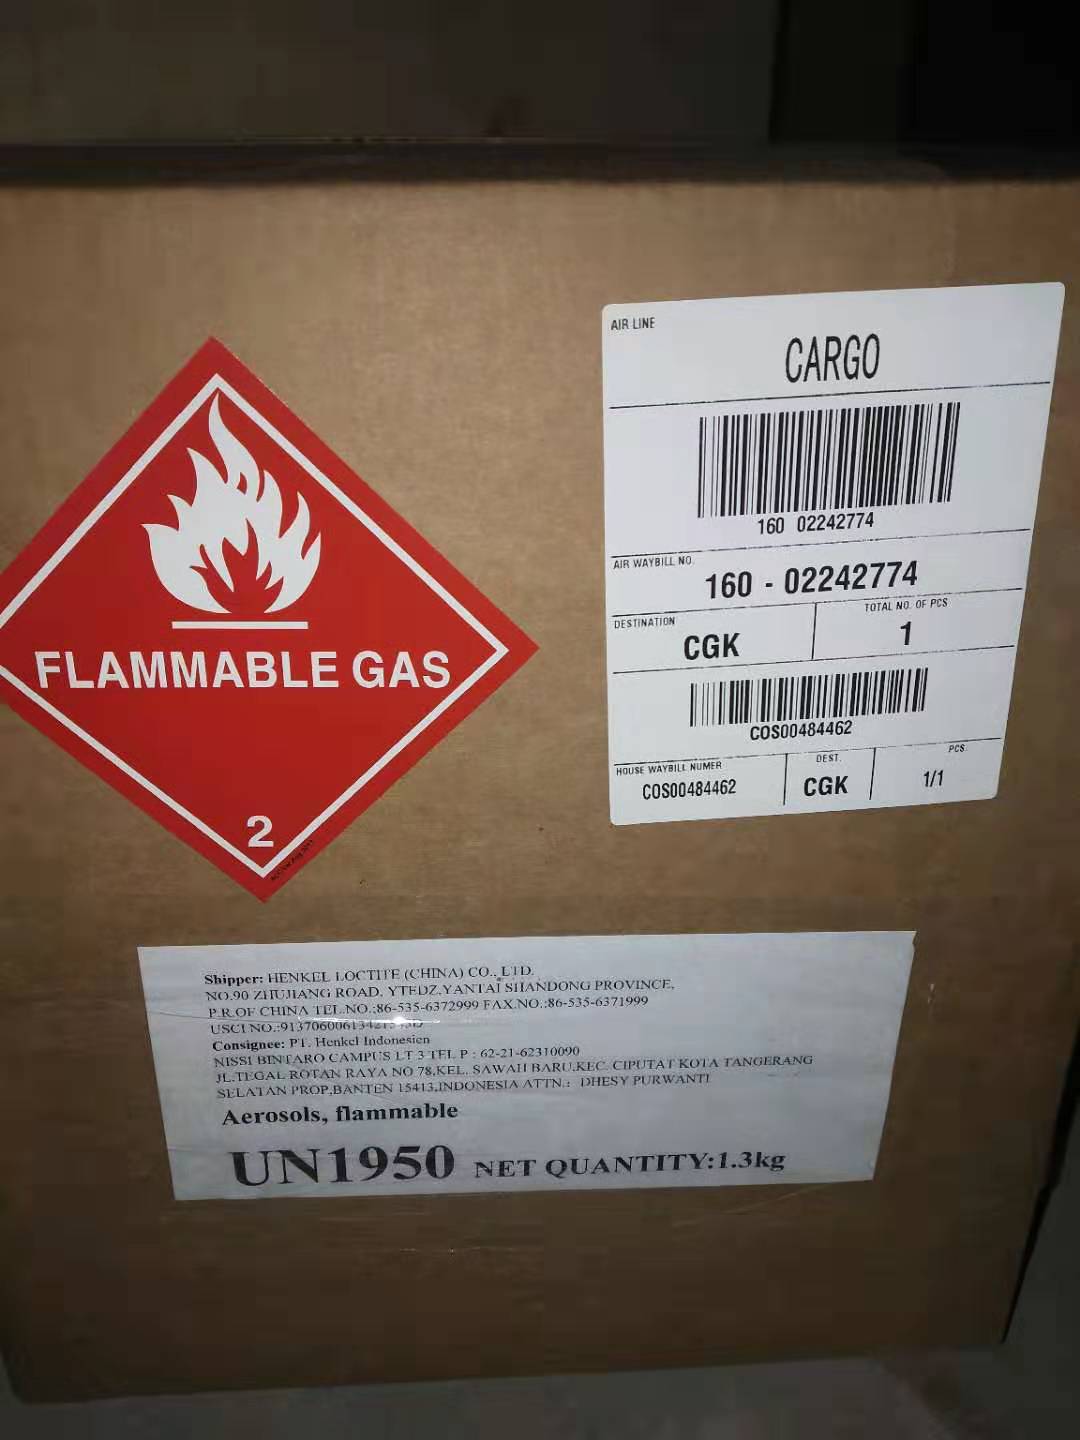 FLAMMABLE GAS
2
AIR LINE
CARGO
160 02242774
AIR WAYBILL NO.
160 - 02242774
DESTINATION
CGK
TOTAL NO. OF PCS
1
COS00484462
HOUSE WAYBILL NUMER
COS00484462
DEST.
CGK
PCS.
1/1
Shipper: HENKEL LOCTITE (CHINA) CO., LTD.
NO.90 ZHUJIANG ROAD, YTEDZ,YANTAI SHANDONG PROVINCE,
P.R.OF CHINA TEL.NO.:86-535-6372999 FAX.NO.:86-535-6371999
USCI NO.:
Consignee: PT. Henkel Indonesien
NISSI BINTARO CAMPUS LT 3 TEL P : 62-21-62310090
JL.TEGAL ROTAN RAYA NO 78,KEL. SAWAH BARU,KEC. CIPUTAT KOTA TANGERANG
SELATAN PROP,BANTEN 15413,INDONESIA ATTN.: DHESY PURWANTI
Aerosols, flammable
UN1950 NET QUANTITY:1.3kg